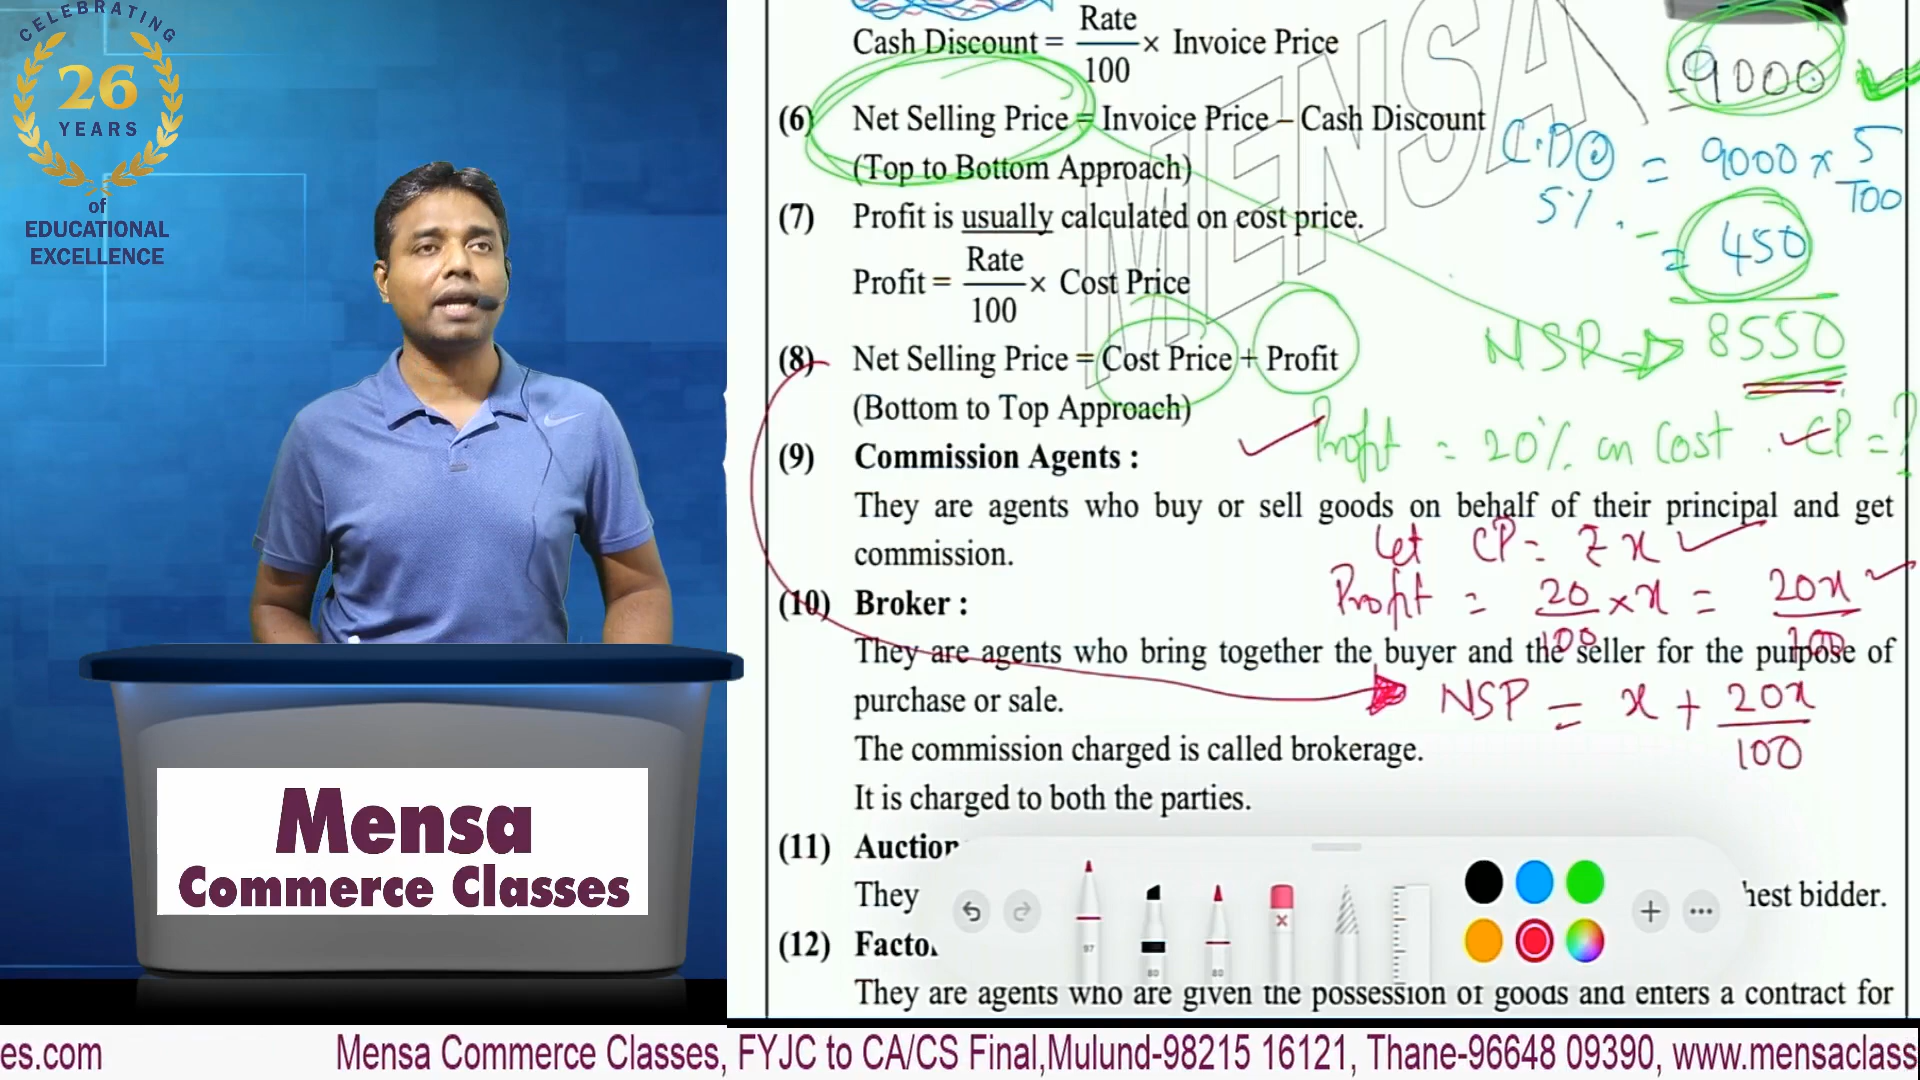 CELEBRATING
26
YEARS
of
EDUCATIONAL
EXCELLENCE
Mensa
Commerce Classes
MENSA
Cash Discount = Rate/100 × Invoice Price
(6) Net Selling Price = Invoice Price – Cash Discount
(Top to Bottom Approach)
(7) Profit is usually calculated on cost price.
Profit = Rate/100 × Cost Price
(8) Net Selling Price = Cost Price + Profit
(Bottom to Top Approach)
(9) Commission Agents :
They are agents who buy or sell goods on behalf of their principal and get
commission.
(10) Broker :
They are agents who bring together the buyer and the seller for the purpose of
purchase or sale.
The commission charged is called brokerage.
It is charged to both the parties.
(11) Auction
They hest bidder.
(12) Facto
They are agents who are given the possession of goods and enters a contract for
9000
C.D @ = 9000 × 5/100
5%. - = 450
NSP 8550
Profit = 20% on Cost. CP = ?
Let CP = ₹ x
Profit = 20/100 × x = 20x/100
NSP = x + 20x/100
97
80
80
es.com Mensa Commerce Classes, FYJC to CA/CS Final,Mulund-98215 16121, Thane-96648 09390, www.mensaclass